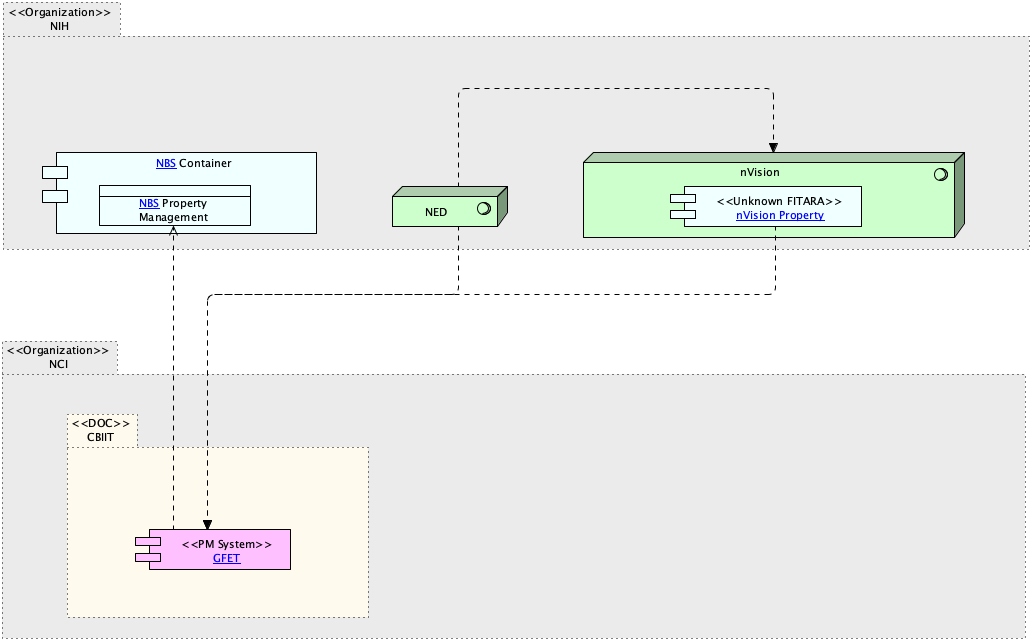 <<Organization>>
NIH
NBS Container
NBS Property
Management
NED
nVision
<<Unknown FITARA>>
nVision Property
<<Organization>>
NCI
<<DOC>>
CBIIT
<<PM System>>
GFET